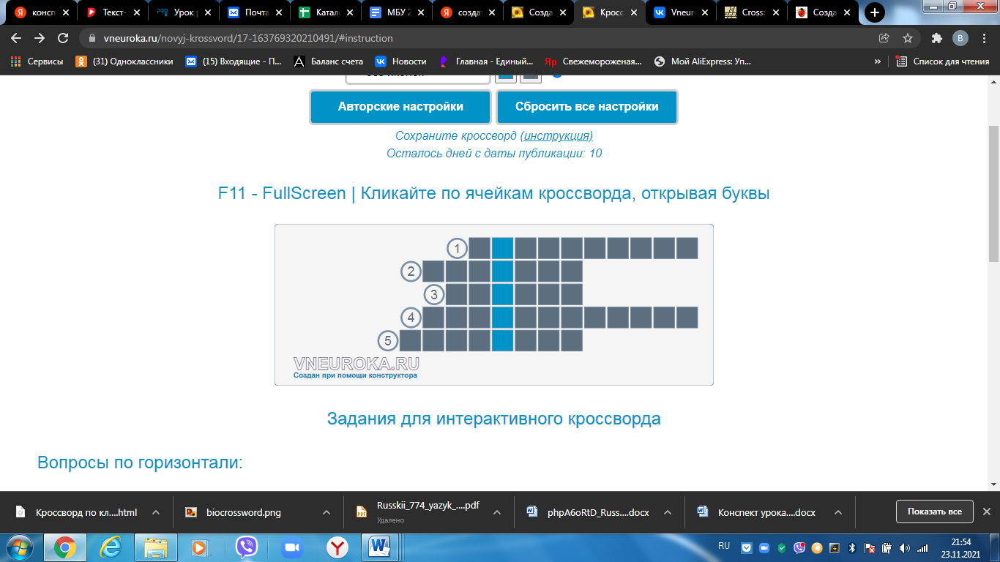 консп
Текст-
Урок р
Почта
Катало
МБУ 2
создат
Созда
Кросс
Vneuro
Cross:
Созда
vneuroka.ru/novyj-krossvord/17-163769320210491/#instruction
В
Сервисы
(31) Одноклассники
(15) Входящие - П...
Баланс счета
Новости
Главная - Единый...
Яр Свежемороженая...
Мой AliExpress: Уп...
»
Список для чтения
Авторские настройки
Сбросить все настройки
Сохраните кроссворд (инструкция)
Осталось дней с даты публикации: 10
F11 - FullScreen | Кликайте по ячейкам кроссворда, открывая буквы
1
2
3
4
5
VNEUROKA.RU
Создан при помощи конструктора
Задания для интерактивного кроссворда
Вопросы по горизонтали:
Кроссворд по кл....html
biocrossword.png
Russkii_774_yazyk_....pdf
Удалено
phpA6oRtD_Russ....docx
Конспект урока....docx
Показать все
RU
21:54
23.11.2021